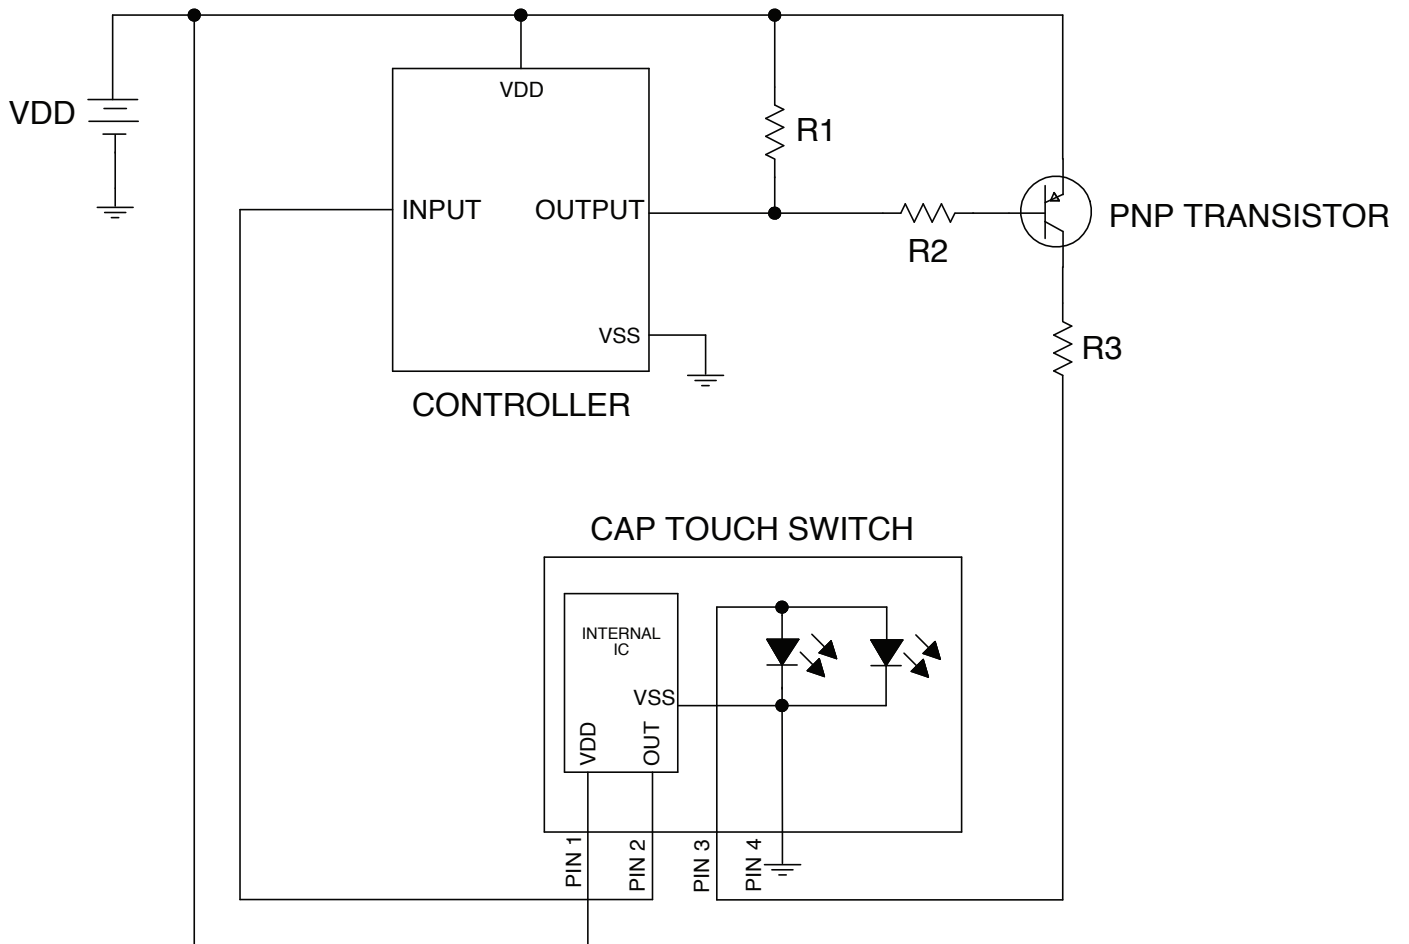 VDD
VDD
R1
INPUT
OUTPUT
PNP TRANSISTOR
R2
VSS
R3
CONTROLLER
CAP TOUCH SWITCH
INTERNAL
IC
VSS
VDD
OUT
PIN 1
PIN 2
PIN 3
PIN 4